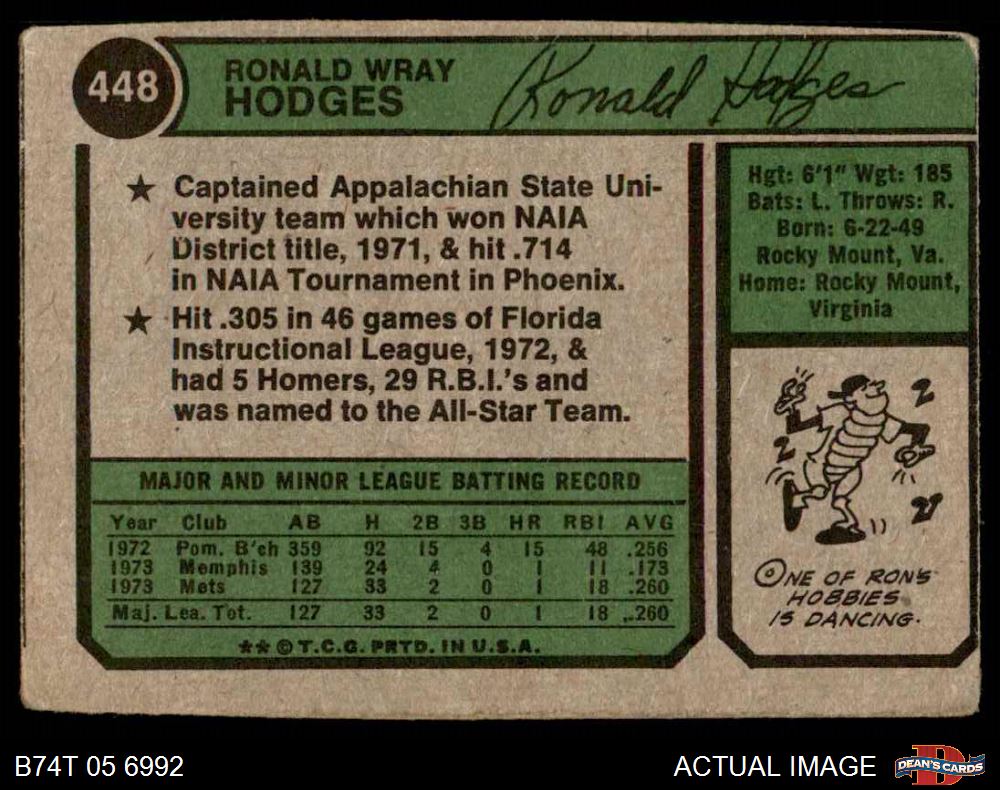 448
RONALD WRAY
HODGES
Ronald Hodges
★ Captained Appalachian State Uni-
versity team which won NAIA
District title, 1971, & hit .714
in NAIA Tournament in Phoenix.
★ Hit .305 in 46 games of Florida
Instructional League, 1972, &
had 5 Homers, 29 R.B.I.'s and
was named to the All-Star Team.
Hgt: 6'1" Wgt: 185
Bats: L. Throws: R.
Born: 6-22-49
Rocky Mount, Va.
Home: Rocky Mount,
Virginia
ONE OF RON'S
HOBBIES
IS DANCING.
MAJOR AND MINOR LEAGUE BATTING RECORD
Year Club AB H 2B 3B HR RBI AVG
1972 Pom. B'ch 359 92 15 4 15 48 .256
1973 Memphis 139 24 4 0 1 11 .173
1973 Mets 127 33 2 0 1 18 .260
Maj. Lea. Tot. 127 33 2 0 1 18 .260
** © T.C.G. PRTD. IN U.S.A.
B74T 05 6992
ACTUAL IMAGE
DEAN'S CARDS